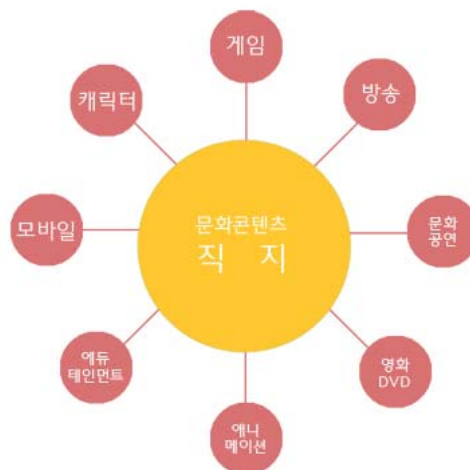 게임
캐릭터
방송
모바일
문화콘텐츠
직 지
문화
공연
에듀
테인먼트
영화
DVD
애니
메이션